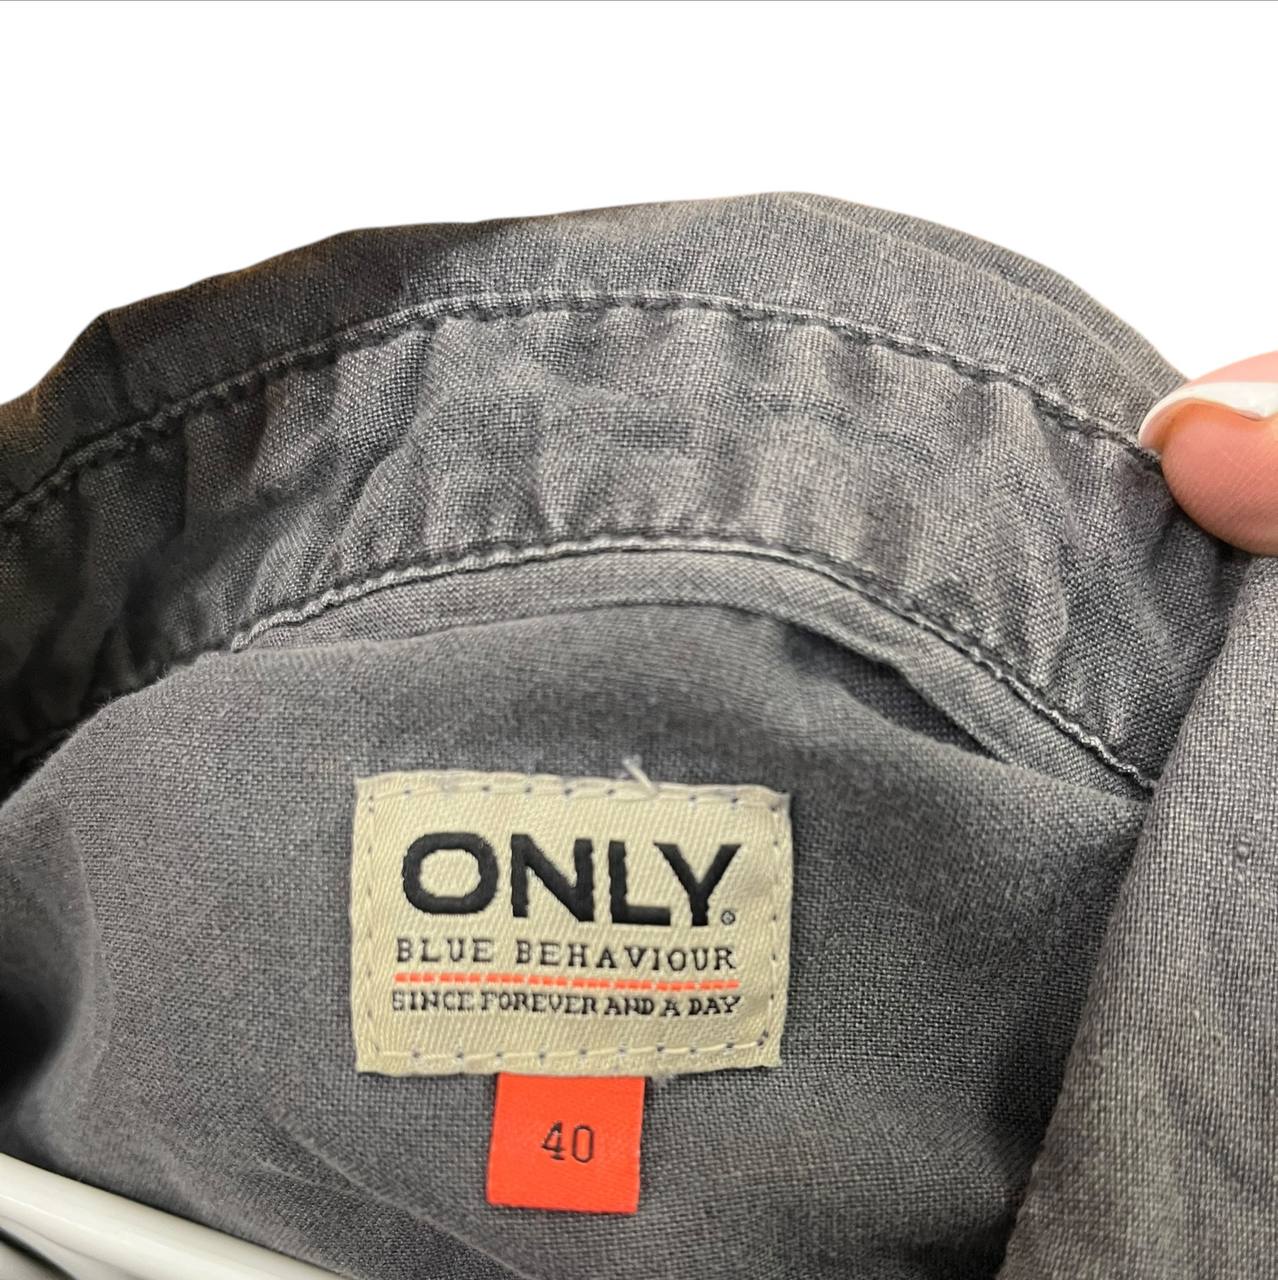 ONLY®
BLUE BEHAVIOUR
SINCE FOREVER AND A DAY
40